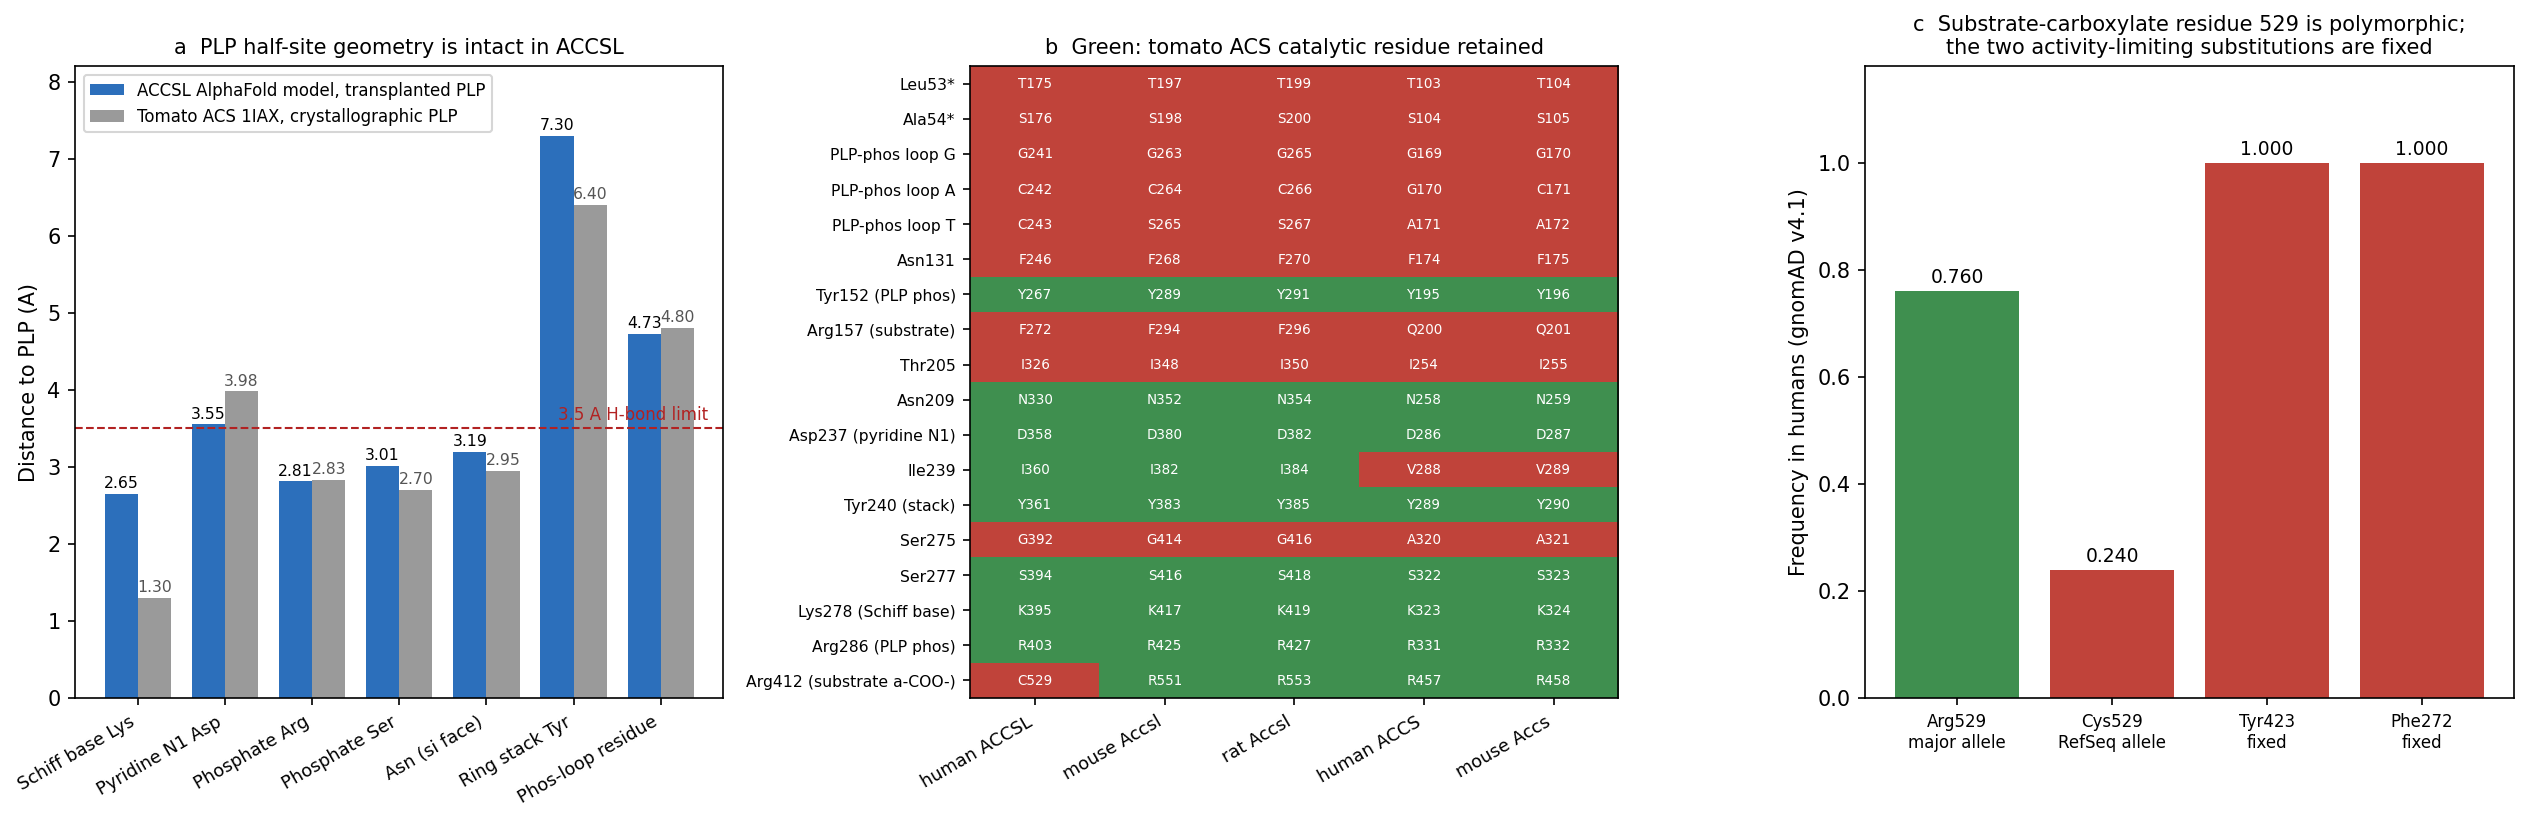 a  PLP half-site geometry is intact in ACCSL
Distance to PLP (A)
8
7
6
5
4
3
2
1
0
ACCSL AlphaFold model, transplanted PLP
Tomato ACS 1IAX, crystallographic PLP
2.65
1.30
3.55
3.98
2.81
2.83
3.01
2.70
3.19
2.95
7.30
6.40
4.73
4.80
3.5 A H-bond limit
Schiff base Lys
Pyridine N1 Asp
Phosphate Arg
Phosphate Ser
Asn (si face)
Ring stack Tyr
Phos-loop residue
b  Green: tomato ACS catalytic residue retained
Leu53* T175 T197 T199 T103 T104
Ala54* S176 S198 S200 S104 S105
PLP-phos loop G G241 G263 G265 G169 G170
PLP-phos loop A C242 C264 C266 G170 C171
PLP-phos loop T C243 S265 S267 A171 A172
Asn131 F246 F268 F270 F174 F175
Tyr152 (PLP phos) Y267 Y289 Y291 Y195 Y196
Arg157 (substrate) F272 F294 F296 Q200 Q201
Thr205 I326 I348 I350 I254 I255
Asn209 N330 N352 N354 N258 N259
Asp237 (pyridine N1) D358 D380 D382 D286 D287
Ile239 I360 I382 I384 V288 V289
Tyr240 (stack) Y361 Y383 Y385 Y289 Y290
Ser275 G392 G414 G416 A320 A321
Ser277 S394 S416 S418 S322 S323
Lys278 (Schiff base) K395 K417 K419 K323 K324
Arg286 (PLP phos) R403 R425 R427 R331 R332
Arg412 (substrate a-COO-) C529 R551 R553 R457 R458
human ACCSL
mouse Accsl
rat Accsl
human ACCS
mouse Accs
c  Substrate-carboxylate residue 529 is polymorphic;
the two activity-limiting substitutions are fixed
Frequency in humans (gnomAD v4.1)
1.0
0.8
0.6
0.4
0.2
0.0
0.760
0.240
1.000
1.000
Arg529
major allele
Cys529
RefSeq allele
Tyr423
fixed
Phe272
fixed